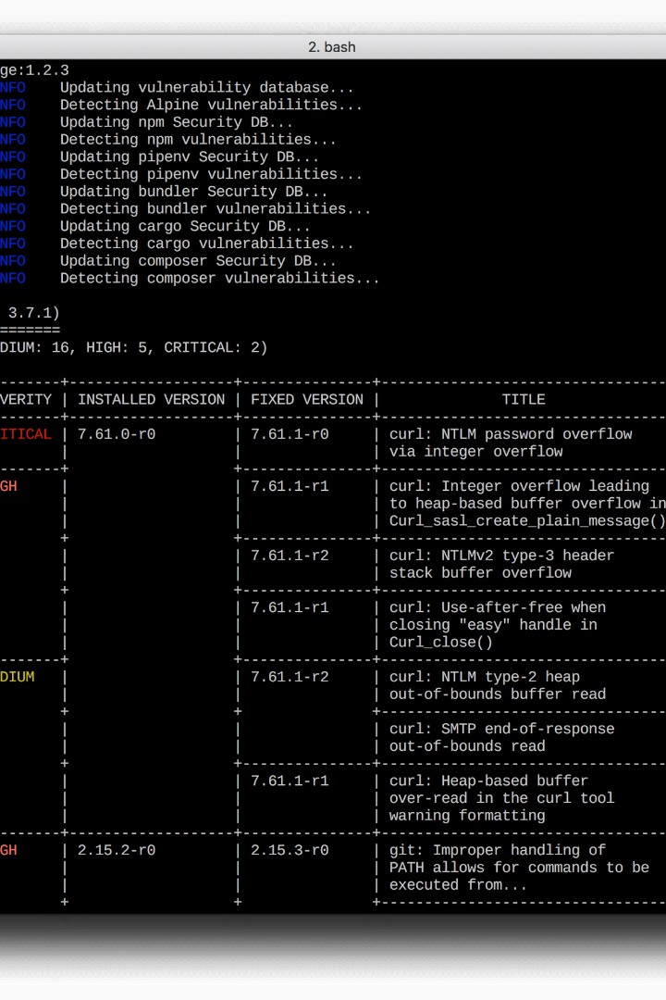 2. bash
ge:1.2.3
NFO    Updating vulnerability database...
NFO    Detecting Alpine vulnerabilities...
NFO    Updating npm Security DB...
NFO    Detecting npm vulnerabilities...
NFO    Updating pipenv Security DB...
NFO    Detecting pipenv vulnerabilities...
NFO    Updating bundler Security DB...
NFO    Detecting bundler vulnerabilities...
NFO    Updating cargo Security DB...
NFO    Detecting cargo vulnerabilities...
NFO    Updating composer Security DB...
NFO    Detecting composer vulnerabilities...
 3.7.1)
=======
DIUM: 16, HIGH: 5, CRITICAL: 2)
-------+-------------------+---------------+---------------------------------
VERITY | INSTALLED VERSION | FIXED VERSION |              TITLE
-------+-------------------+---------------+---------------------------------
ITICAL | 7.61.0-r0         | 7.61.1-r0     | curl: NTLM password overflow
       |                   |               | via integer overflow
-------+                   +---------------+---------------------------------
GH     |                   | 7.61.1-r1     | curl: Integer overflow leading
       |                   |               | to heap-based buffer overflow in
       |                   |               | Curl_sasl_create_plain_message()
       +                   +---------------+---------------------------------
       |                   | 7.61.1-r2     | curl: NTLMv2 type-3 header
       |                   |               | stack buffer overflow
       +                   +---------------+---------------------------------
       |                   | 7.61.1-r1     | curl: Use-after-free when
       |                   |               | closing "easy" handle in
       |                   |               | Curl_close()
-------+                   +---------------+---------------------------------
DIUM   |                   | 7.61.1-r2     | curl: NTLM type-2 heap
       |                   |               | out-of-bounds buffer read
       +                   +               +---------------------------------
       |                   |               | curl: SMTP end-of-response
       |                   |               | out-of-bounds read
       +                   +---------------+---------------------------------
       |                   | 7.61.1-r1     | curl: Heap-based buffer
       |                   |               | over-read in the curl tool
       |                   |               | warning formatting
-------+-------------------+---------------+---------------------------------
GH     | 2.15.2-r0         | 2.15.3-r0     | git: Improper handling of
       |                   |               | PATH allows for commands to be
       |                   |               | executed from...
       +                   +               +---------------------------------